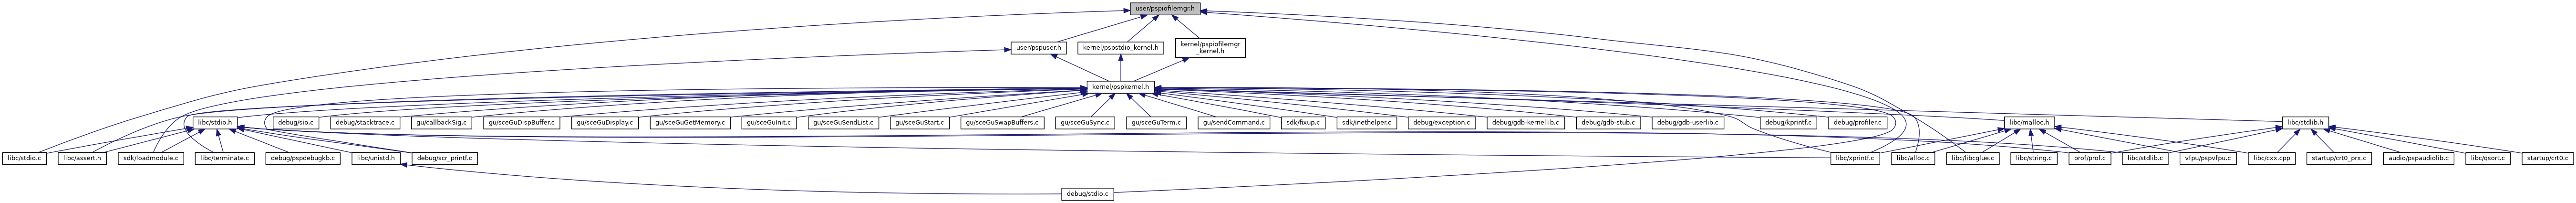 user/pspiofilemgr.h
user/pspuser.h
kernel/pspstdio_kernel.h
kernel/pspiofilemgr
_kernel.h
kernel/pspkernel.h
libc/stdio.h
debug/sio.c
debug/stacktrace.c
gu/callbackSig.c
gu/sceGuDispBuffer.c
gu/sceGuDisplay.c
gu/sceGuGetMemory.c
gu/sceGuInit.c
gu/sceGuSendList.c
gu/sceGuStart.c
gu/sceGuSwapBuffers.c
gu/sceGuSync.c
gu/sceGuTerm.c
gu/sendCommand.c
sdk/fixup.c
sdk/inethelper.c
debug/exception.c
debug/gdb-kernellib.c
debug/gdb-stub.c
debug/gdb-userlib.c
debug/kprintf.c
debug/profiler.c
libc/malloc.h
libc/stdlib.h
libc/stdio.c
libc/assert.h
sdk/loadmodule.c
libc/terminate.c
debug/pspdebugkb.c
libc/unistd.h
debug/scr_printf.c
libc/xprintf.c
libc/alloc.c
libc/libcglue.c
libc/string.c
prof/prof.c
libc/stdlib.c
vfpu/pspvfpu.c
libc/cxx.cpp
startup/crt0_prx.c
audio/pspaudiolib.c
libc/qsort.c
startup/crt0.c
debug/stdio.c